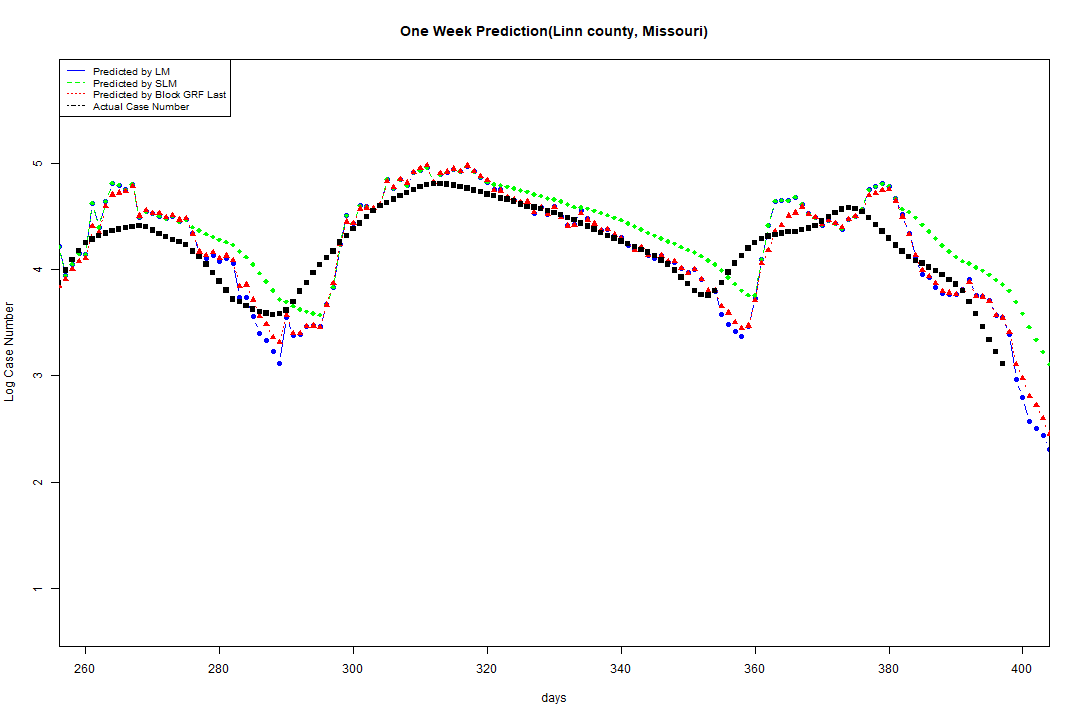 One Week Prediction(Linn county, Missouri)
Predicted by LM
Predicted by SLM
Predicted by Block GRF Last
Actual Case Number
Log Case Number
5
4
3
2
1
260 280 300 320 340 360 380 400
days